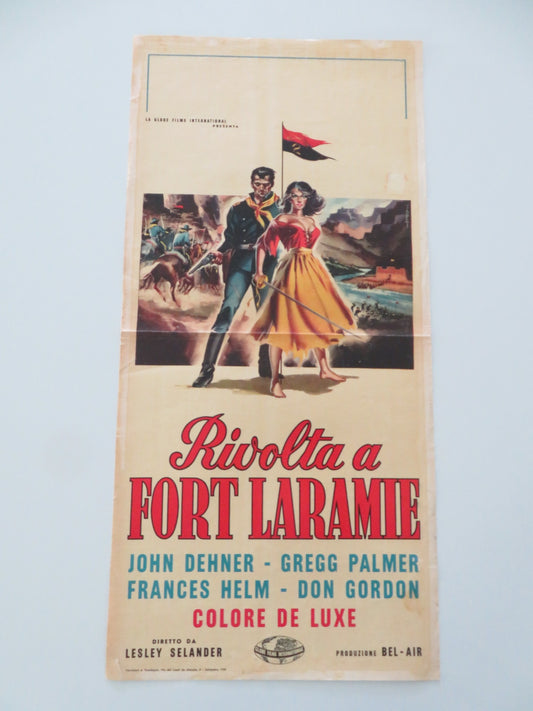 LA GLOBE FILMS INTERNATIONAL
PRESENTA
Rivolta a
FORT LARAMIE
JOHN DEHNER - GREGG PALMER
FRANCES HELM - DON GORDON
COLORE DE LUXE
DIRETTO DA
LESLEY SELANDER
PRODUZIONE BEL-AIR